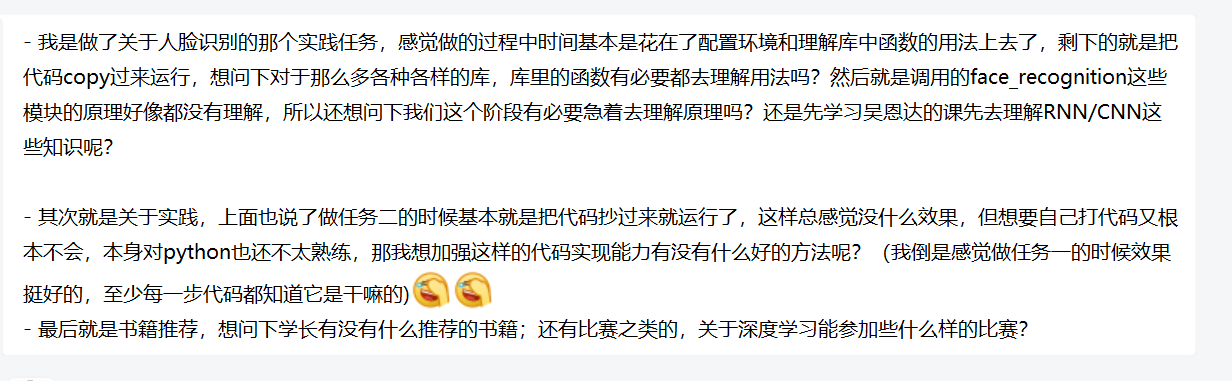 - 我是做了关于人脸识别的那个实践任务，感觉做的过程中时间基本是花在了配置环境和理解库中函数的用法上去了，剩下的就是把
代码copy过来运行，想问下对于那么多各种各样的库，库里的函数有必要都去理解用法吗？然后就是调用的face_recognition这些
模块的原理好像都没有理解，所以还想问下我们这个阶段有必要急着去理解原理吗？还是先学习吴恩达的课先去理解RNN/CNN这
些知识呢？
- 其次就是关于实践，上面也说了做任务二的时候基本就是把代码抄过来就运行了，这样总感觉没什么效果，但想要自己打代码又根
本不会，本身对python也还不太熟练，那我想加强这样的代码实现能力有没有什么好的方法呢？（我倒是感觉做任务一的时候效果
挺好的，至少每一步代码都知道它是干嘛的)
- 最后就是书籍推荐，想问下学长有没有什么推荐的书籍；还有比赛之类的，关于深度学习能参加些什么样的比赛？